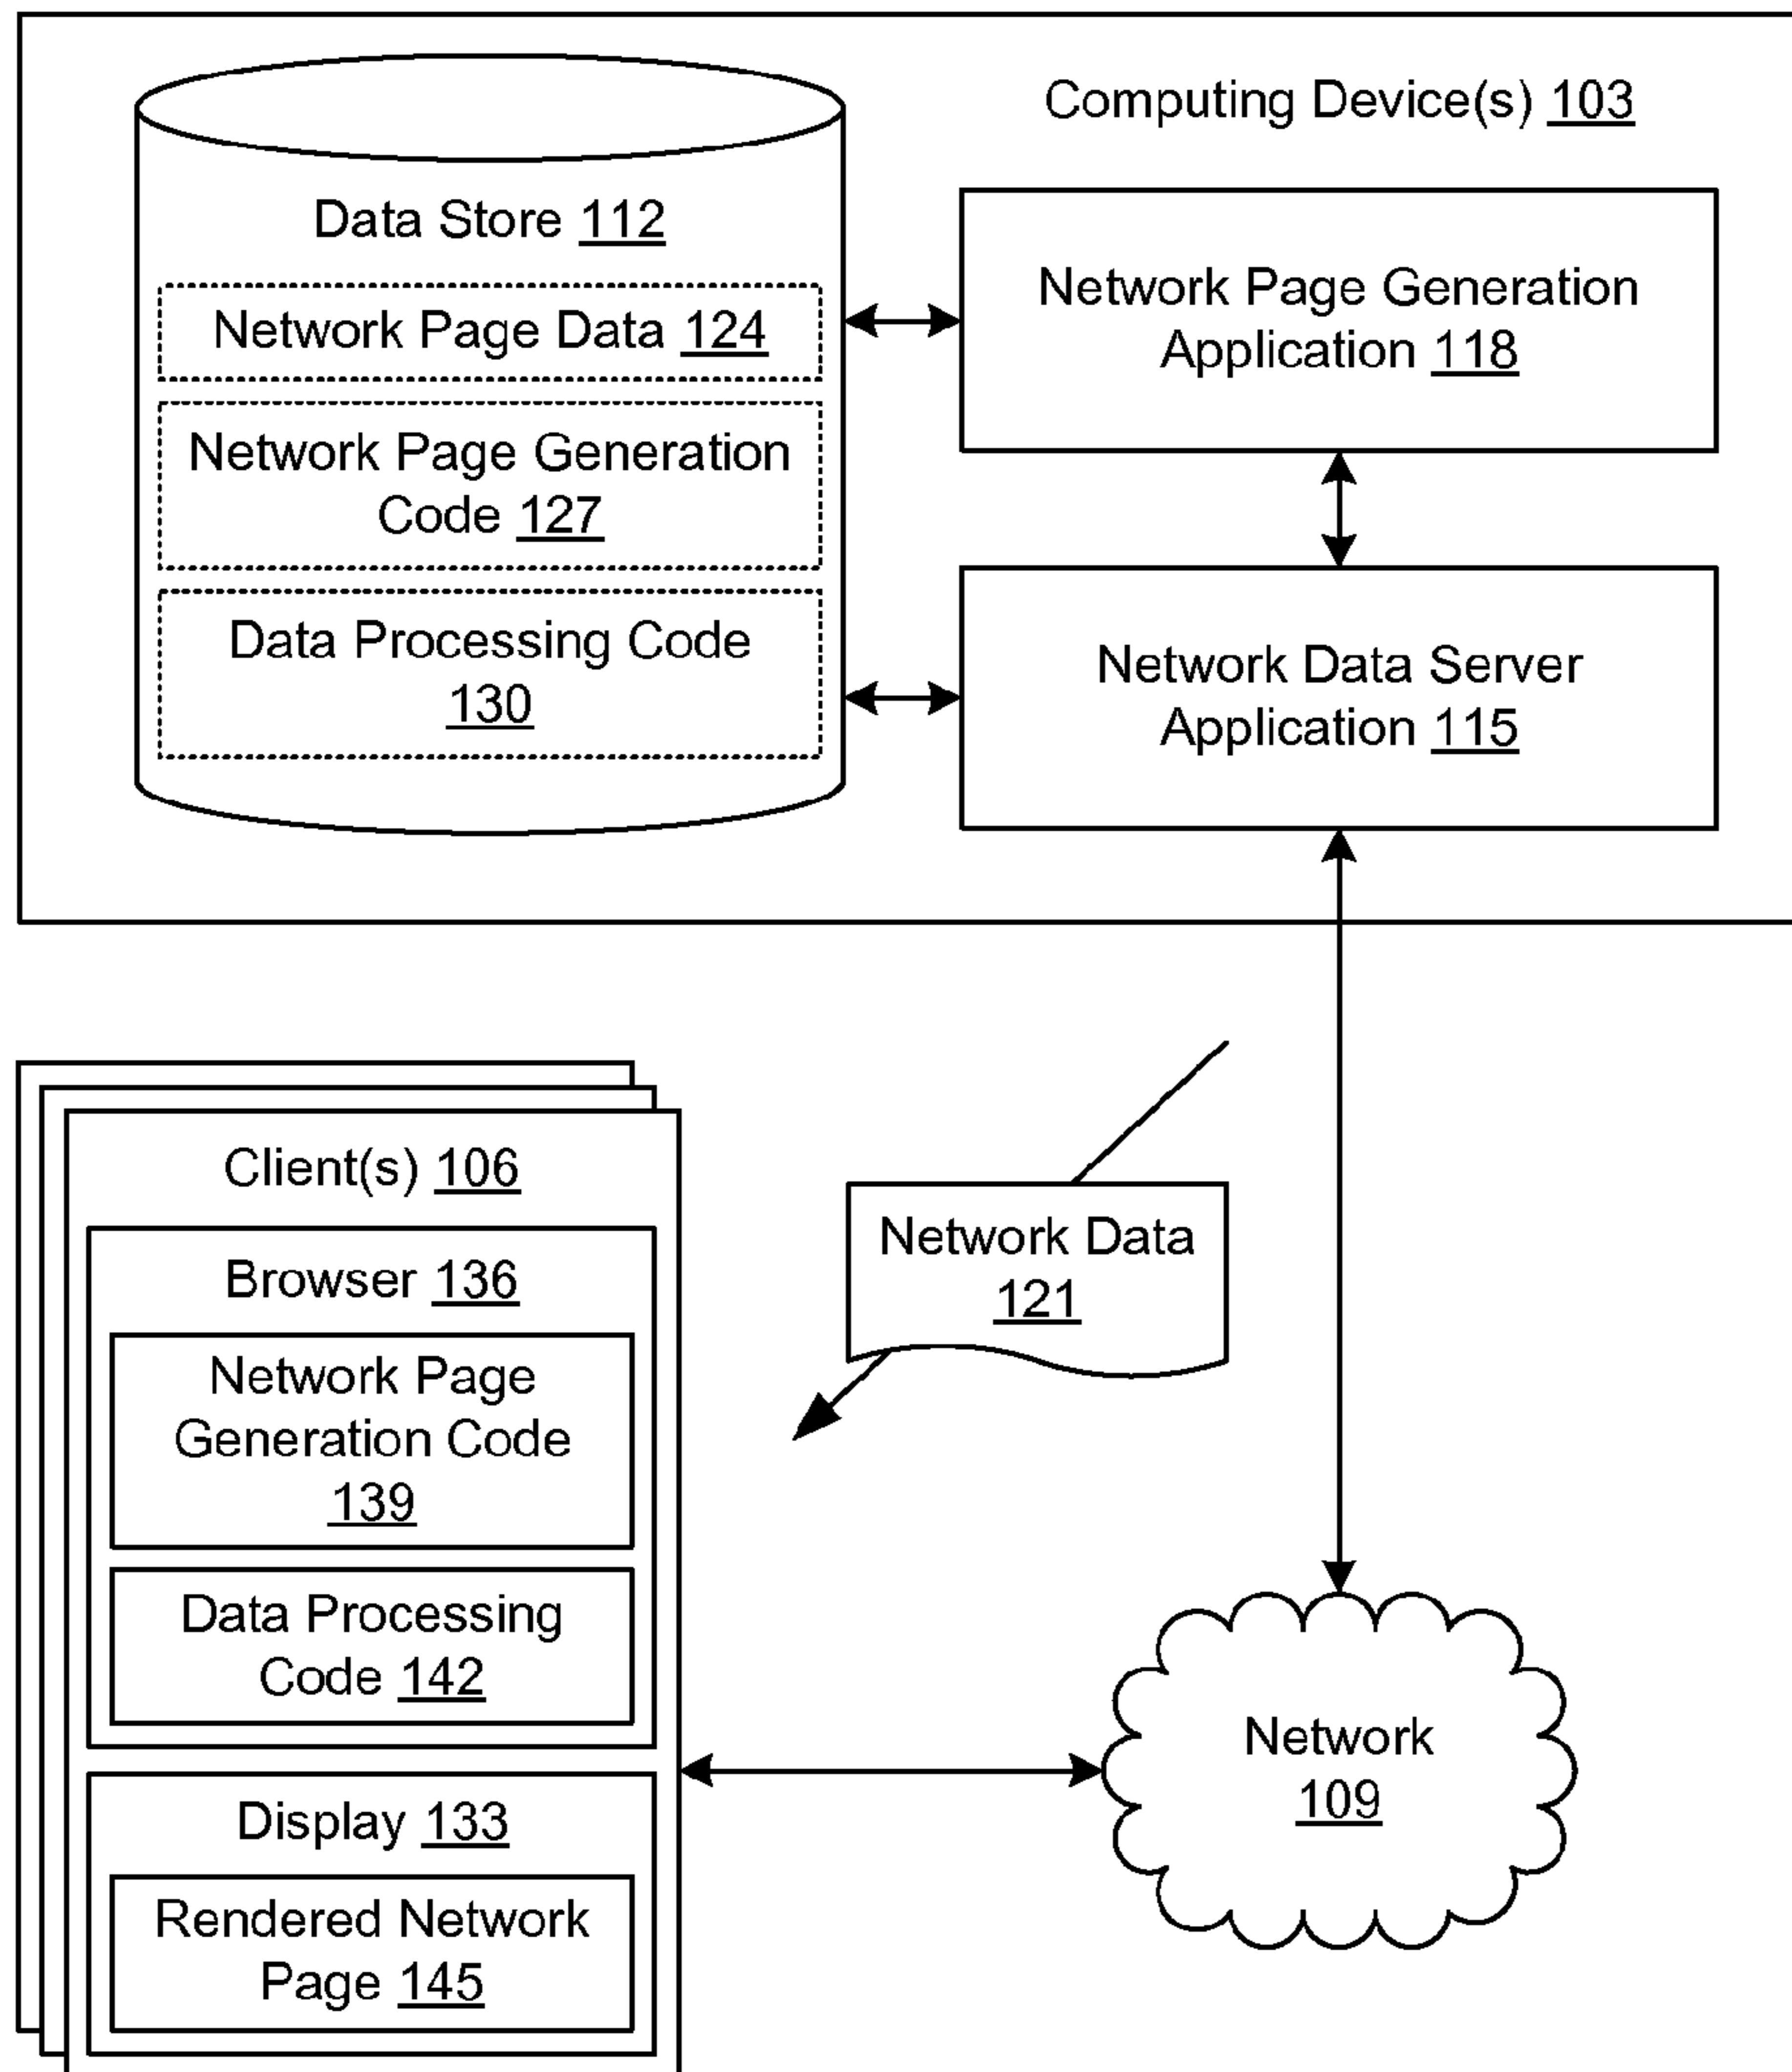 Computing Device(s) 103
Data Store 112
Network Page Data 124
Network Page Generation
Code 127
Data Processing Code
130
Network Page Generation
Application 118
Network Data Server
Application 115
Client(s) 106
Browser 136
Network Page
Generation Code
139
Data Processing
Code 142
Display 133
Rendered Network
Page 145
Network Data
121
Network
109